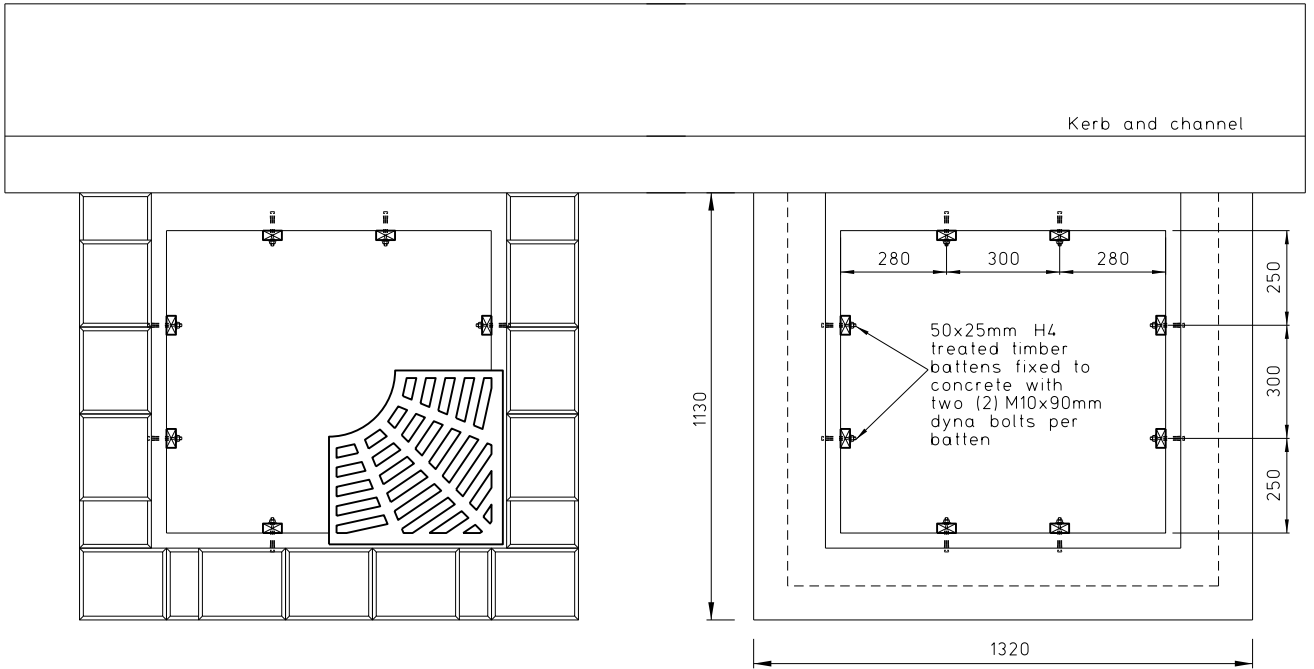 Kerb and channel
280 300 280
250
50x25mm H4
treated timber
battens fixed to
concrete with
two (2) M10x90mm
dyna bolts per
batten
300
1130
250
1320